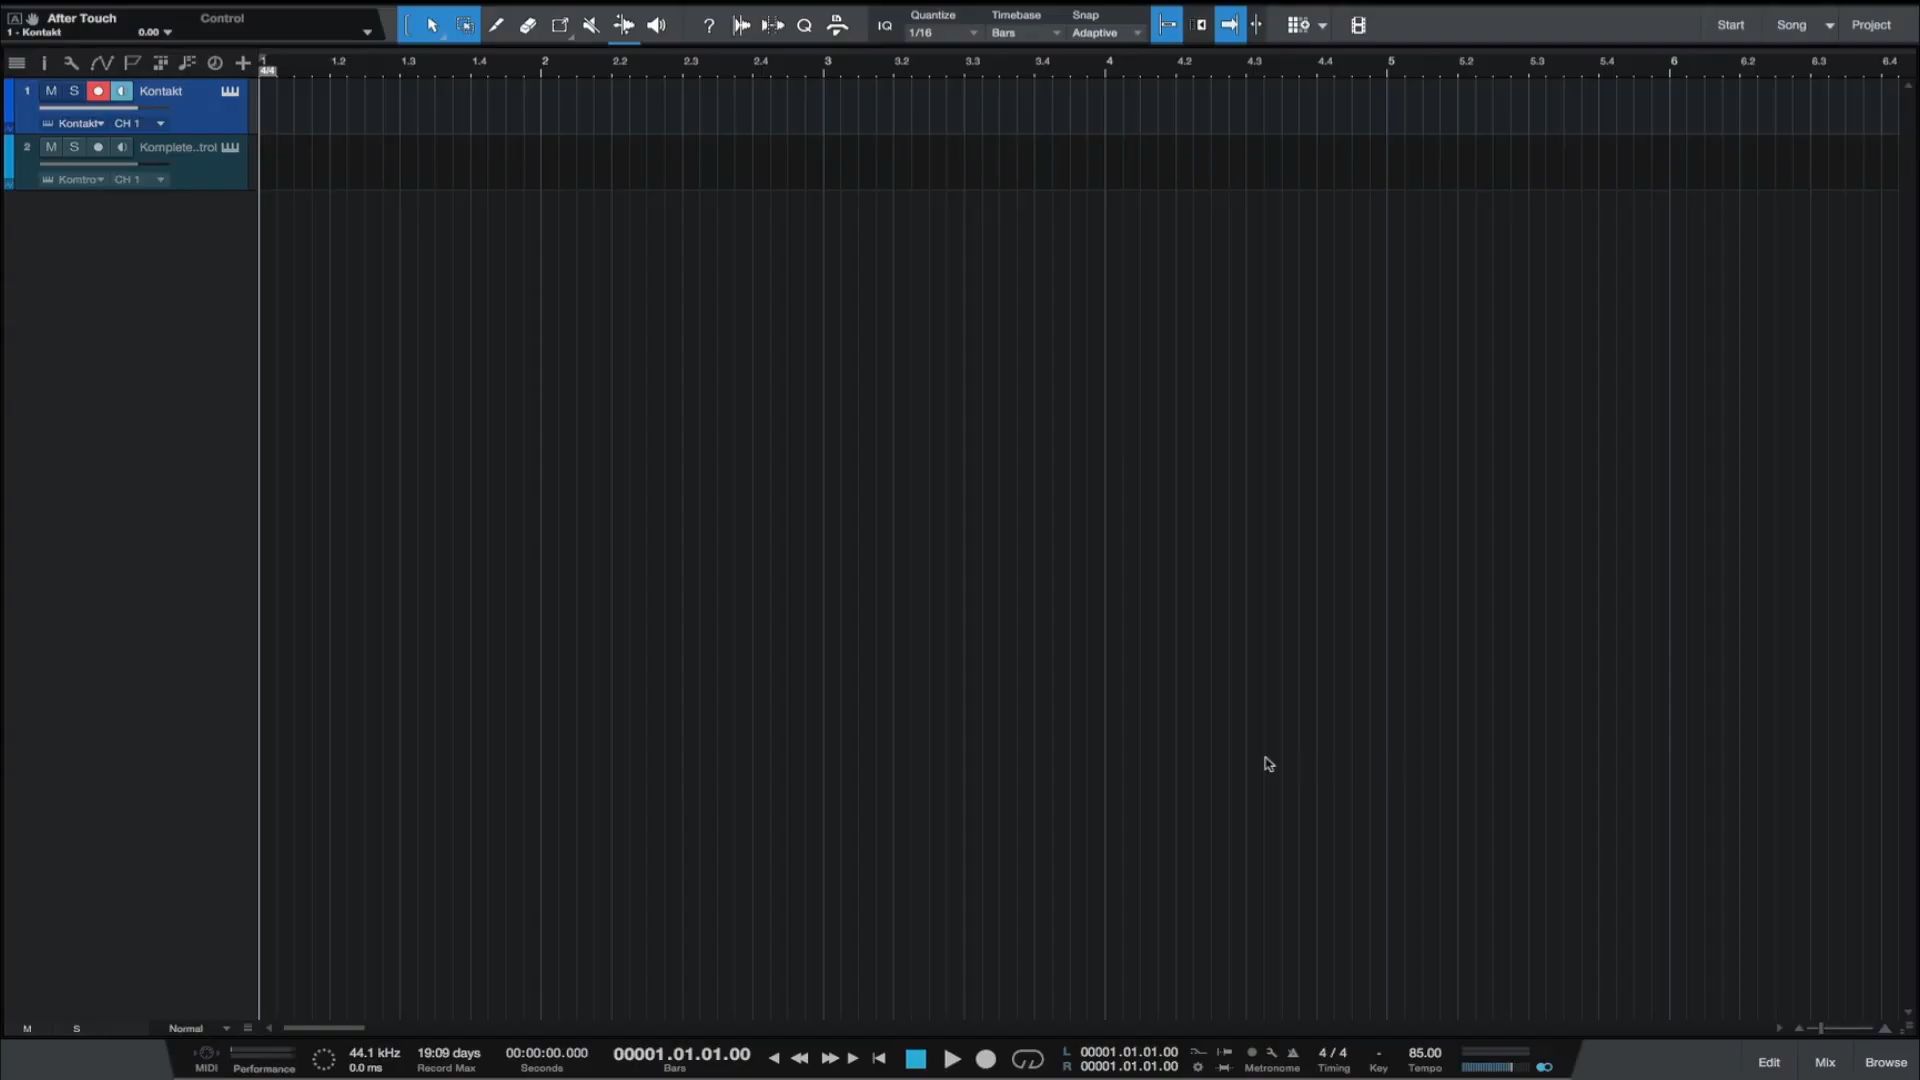 After Touch Control
1 - Kontakt 0.00
IQ
Quantize Timebase Snap
1/16 Bars Adaptive
Start Song Project
1 1.2 1.3 1.4 2 2.2 2.3 2.4 3 3.2 3.3 3.4 4 4.2 4.3 4.4 5 5.2 5.3 5.4 6 6.2 6.3 6.4
4/4
1 M S Kontakt
Kontakt CH 1
2 M S Komplete..trol
Komtro CH 1
M S Normal
44.1 kHz 19:09 days 00:00:00.000 00001.01.01.00 L 00001.01.01.00 4 / 4 - 85.00
0.0 ms Record Max Seconds Bars R 00001.01.01.00 Metronome Timing Key Tempo
MIDI Performance
Edit Mix Browse